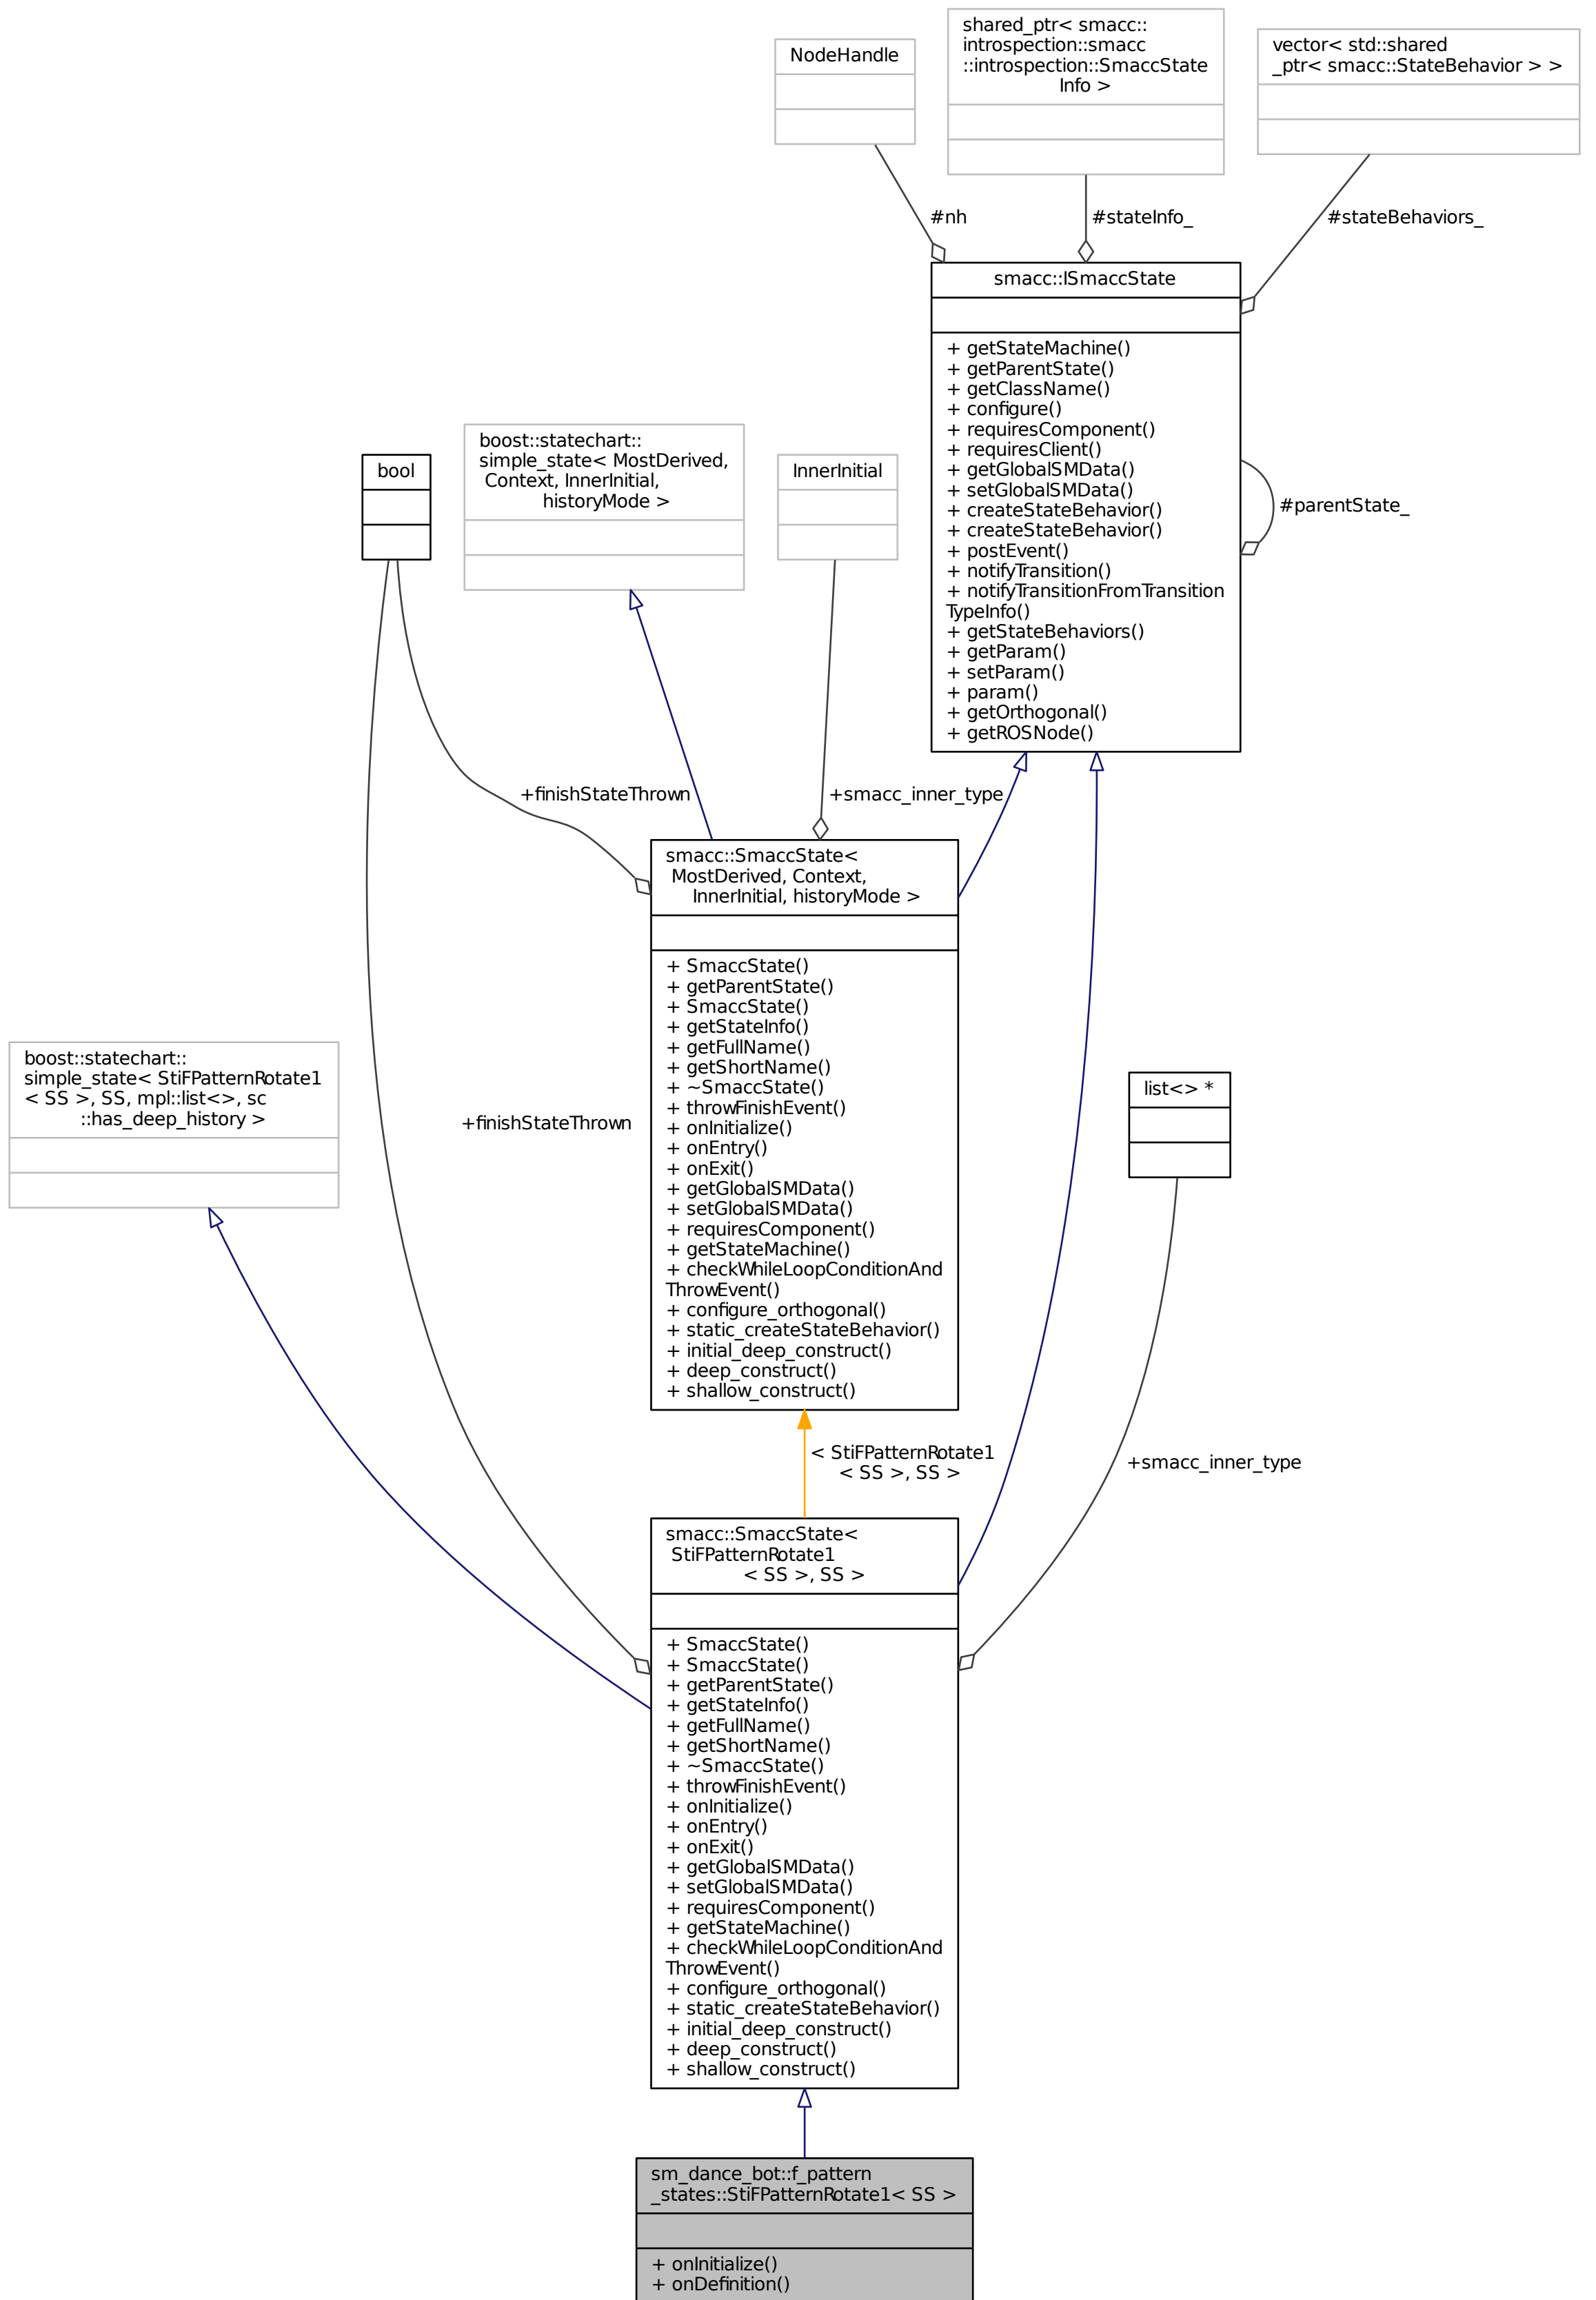 shared_ptr< smacc::
introspection::smacc
::introspection::SmaccState
Info >
NodeHandle
vector< std::shared
_ptr< smacc::StateBehavior > >
#nh
#stateInfo_
#stateBehaviors_
smacc::ISmaccState
+ getStateMachine()
+ getParentState()
+ getClassName()
+ configure()
+ requiresComponent()
+ requiresClient()
+ getGlobalSMData()
+ setGlobalSMData()
+ createStateBehavior()
+ createStateBehavior()
+ postEvent()
+ notifyTransition()
+ notifyTransitionFromTransition
TypeInfo()
+ getStateBehaviors()
+ getParam()
+ setParam()
+ param()
+ getOrthogonal()
+ getROSNode()
#parentState_
bool
boost::statechart::
simple_state< MostDerived,
Context, InnerInitial,
historyMode >
InnerInitial
+finishStateThrown
+smacc_inner_type
smacc::SmaccState<
MostDerived, Context,
InnerInitial, historyMode >
+ SmaccState()
+ getParentState()
+ SmaccState()
+ getStateInfo()
+ getFullName()
+ getShortName()
+ ~SmaccState()
+ throwFinishEvent()
+ onInitialize()
+ onEntry()
+ onExit()
+ getGlobalSMData()
+ setGlobalSMData()
+ requiresComponent()
+ getStateMachine()
+ checkWhileLoopConditionAnd
ThrowEvent()
+ configure_orthogonal()
+ static_createStateBehavior()
+ initial_deep_construct()
+ deep_construct()
+ shallow_construct()
boost::statechart::
simple_state< StiFPatternRotate1
< SS >, SS, mpl::list<>, sc
::has_deep_history >
+finishStateThrown
list<> *
< StiFPatternRotate1
< SS >, SS >
+smacc_inner_type
smacc::SmaccState<
StiFPatternRotate1
< SS >, SS >
+ SmaccState()
+ SmaccState()
+ getParentState()
+ getStateInfo()
+ getFullName()
+ getShortName()
+ ~SmaccState()
+ throwFinishEvent()
+ onInitialize()
+ onEntry()
+ onExit()
+ getGlobalSMData()
+ setGlobalSMData()
+ requiresComponent()
+ getStateMachine()
+ checkWhileLoopConditionAnd
ThrowEvent()
+ configure_orthogonal()
+ static_createStateBehavior()
+ initial_deep_construct()
+ deep_construct()
+ shallow_construct()
sm_dance_bot::f_pattern
_states::StiFPatternRotate1< SS >
+ onInitialize()
+ onDefinition()